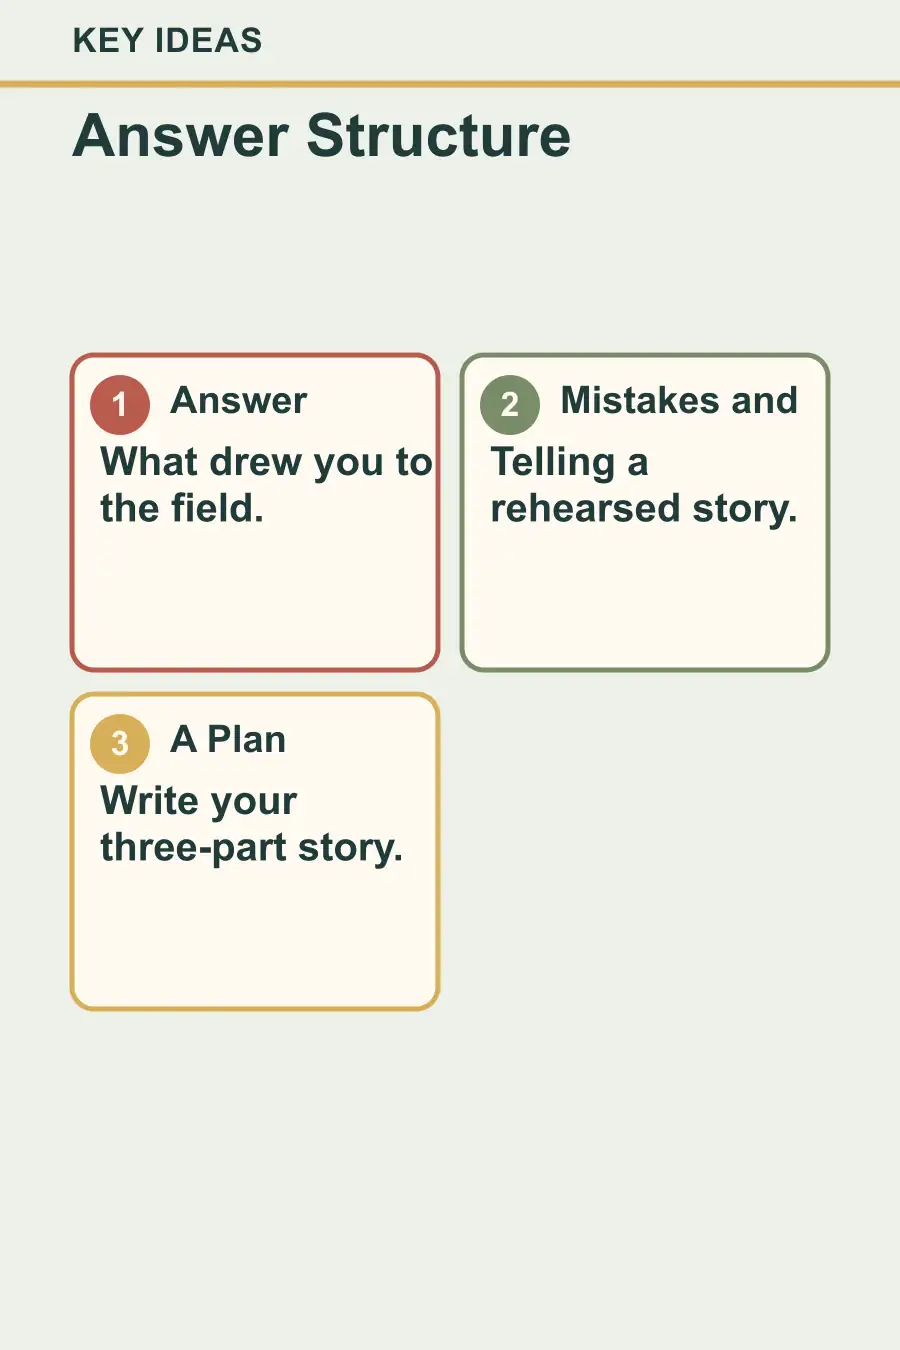 KEY IDEAS
Answer Structure
1 Answer
What drew you to
the field.
2 Mistakes and
Telling a
rehearsed story.
3 A Plan
Write your
three-part story.